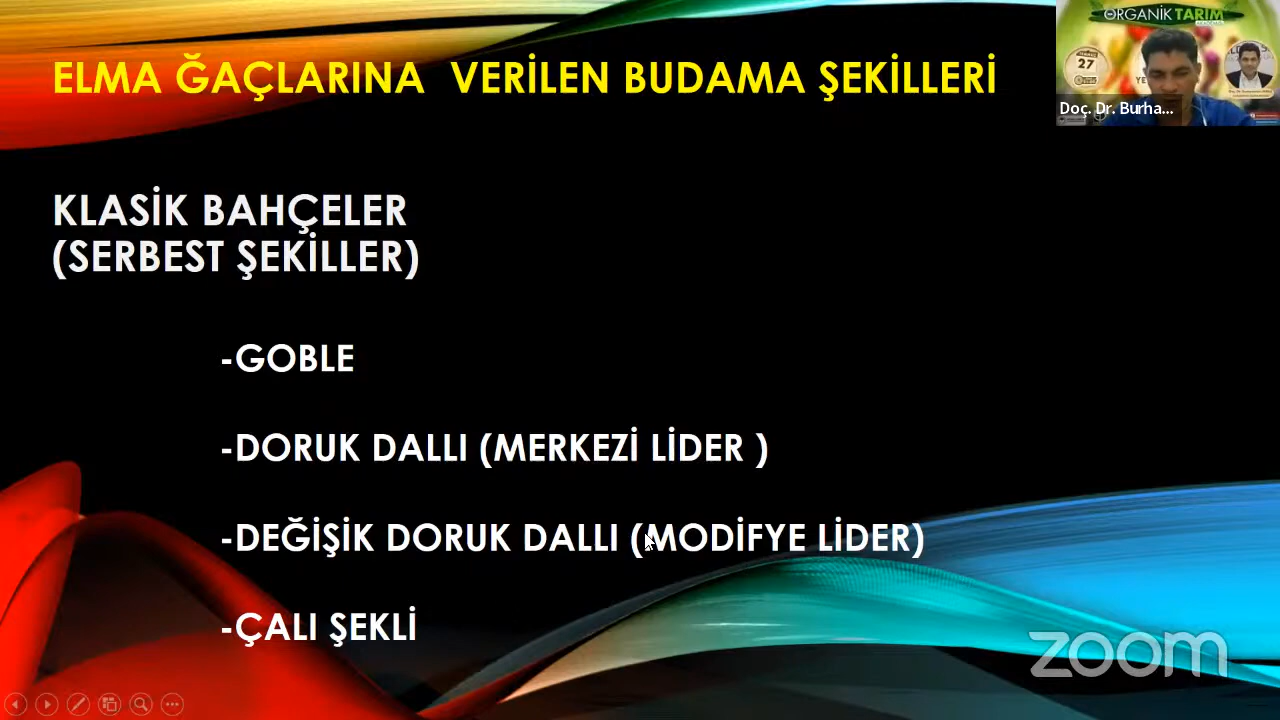 ELMA ĞAÇLARINA VERİLEN BUDAMA ŞEKİLLERİ
ORGANİK TARIM
27
Doç. Dr. Burha...
KLASİK BAHÇELER
(SERBEST ŞEKİLLER)
-GOBLE
-DORUK DALLI (MERKEZİ LİDER )
-DEĞİŞİK DORUK DALLI (MODİFYE LİDER)
-ÇALI ŞEKLİ
zoom